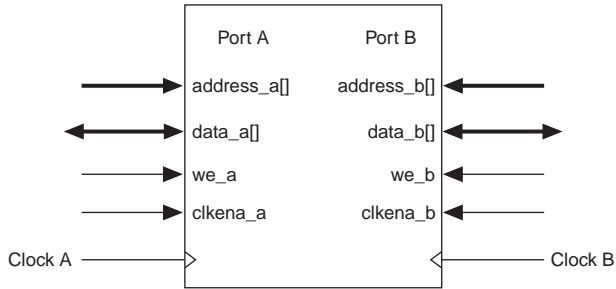 Port A Port B
address_a[] address_b[]
data_a[] data_b[]
we_a we_b
clkena_a clkena_b
Clock A Clock B